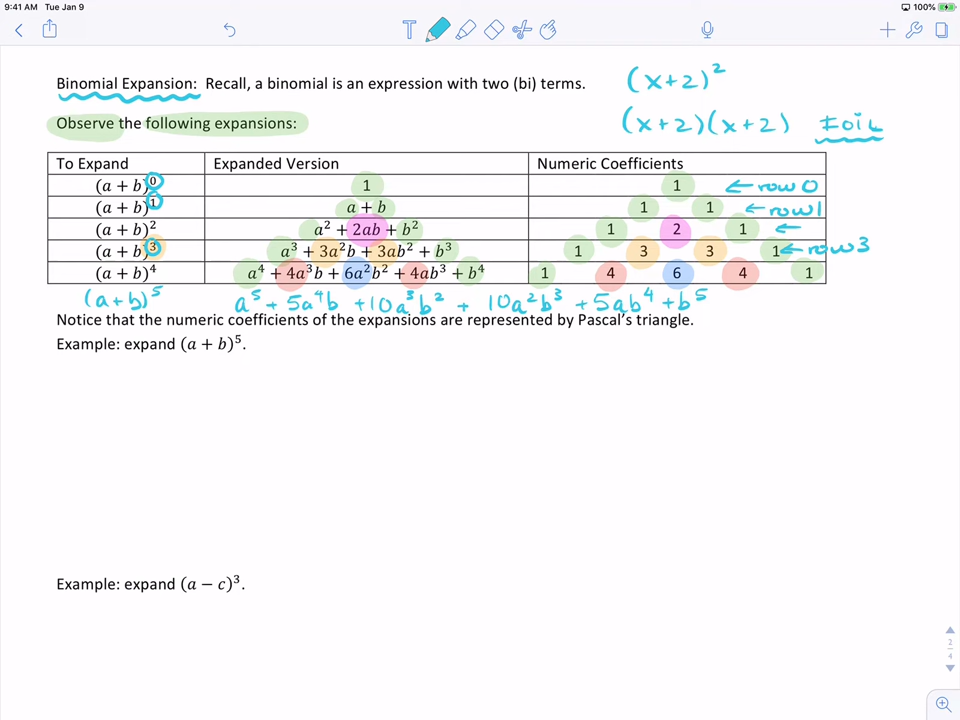 9:41 AM Tue Jan 9 100%
Binomial Expansion: Recall, a binomial is an expression with two (bi) terms. (x+2)²
Observe the following expansions: (x+2)(x+2) FOIL
To Expand Expanded Version Numeric Coefficients
(a + b)⁰ 1 1 ← row 0
(a + b)¹ a + b 1 1 ← row 1
(a + b)² a² + 2ab + b² 1 2 1 ←
(a + b)³ a³ + 3a²b + 3ab² + b³ 1 3 3 1 ← row 3
(a + b)⁴ a⁴ + 4a³b + 6a²b² + 4ab³ + b⁴ 1 4 6 4 1
(a+b)⁵ a⁵ + 5a⁴b + 10a³b² + 10a²b³ + 5ab⁴ + b⁵
Notice that the numeric coefficients of the expansions are represented by Pascal's triangle.
Example: expand (a + b)⁵.
Example: expand (a − c)³.
2
4